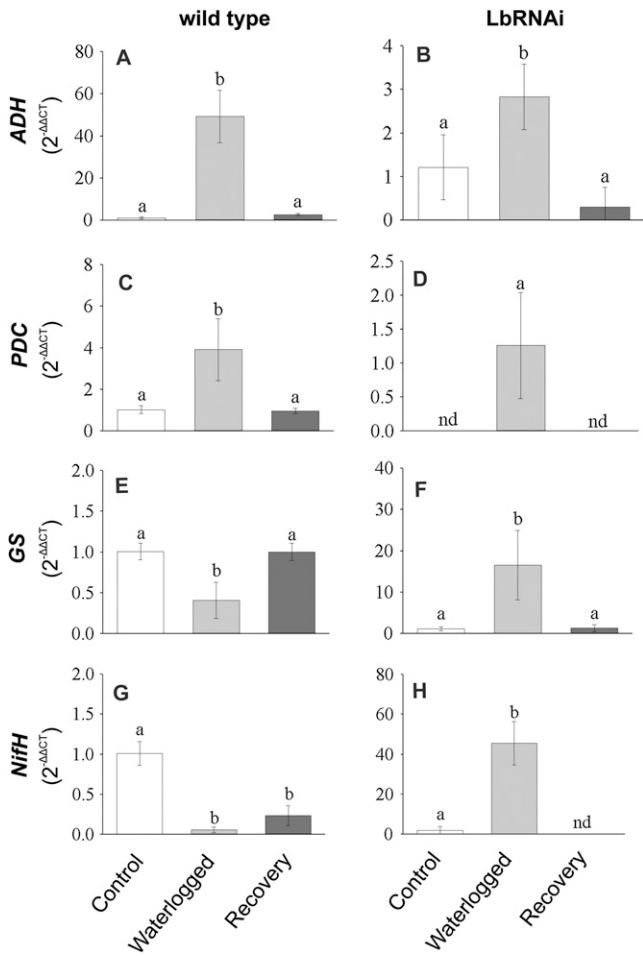 wild type LbRNAi
A
B
ADH
(2-ΔΔCT)
80
60
40
20
0
a
b
a
4
3
2
1
0
a
b
a
C
D
PDC
(2-ΔΔCT)
8
6
4
2
0
a
b
a
2.5
2.0
1.5
1.0
0.5
0.0
nd
a
nd
E
F
GS
(2-ΔΔCT)
2.0
1.5
1.0
0.5
0.0
a
b
a
40
30
20
10
0
a
b
a
G
H
NifH
(2-ΔΔCT)
2.0
1.5
1.0
0.5
0.0
a
b
b
80
60
40
20
0
a
b
nd
Control
Waterlogged
Recovery
Control
Waterlogged
Recovery